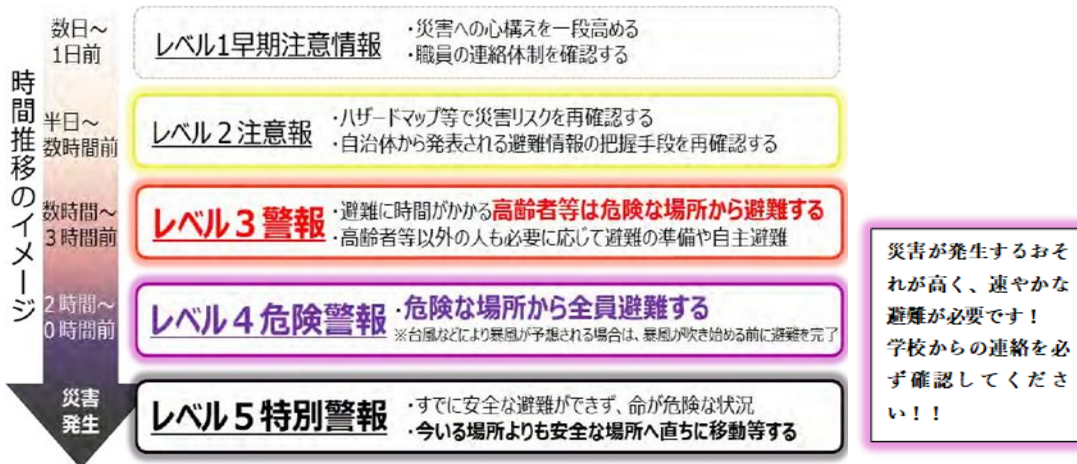 時間推移のイメージ
数日～
1日前
レベル1早期注意情報
・災害への心構えを一段高める
・職員の連絡体制を確認する
半日～
数時間前
レベル2注意報
・ハザードマップ等で災害リスクを再確認する
・自治体から発表される避難情報の把握手段を再確認する
数時間～
3時間前
レベル3警報
・避難に時間がかかる高齢者等は危険な場所から避難する
・高齢者等以外の人も必要に応じて避難の準備や自主避難
2時間～
0時間前
レベル4危険警報
・危険な場所から全員避難する
※台風などにより暴風が予想される場合は、暴風が吹き始める前に避難を完了
災害
発生
レベル5特別警報
・すでに安全な避難ができず、命が危険な状況
・今いる場所よりも安全な場所へ直ちに移動等する
災害が発生するおそ
れが高く、速やかな
避難が必要です！
学校からの連絡を必
ず確認してくださ
い！！